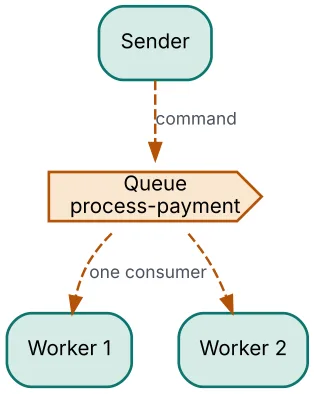 Sender
command
Queue
process-payment
one consumer
Worker 1
Worker 2